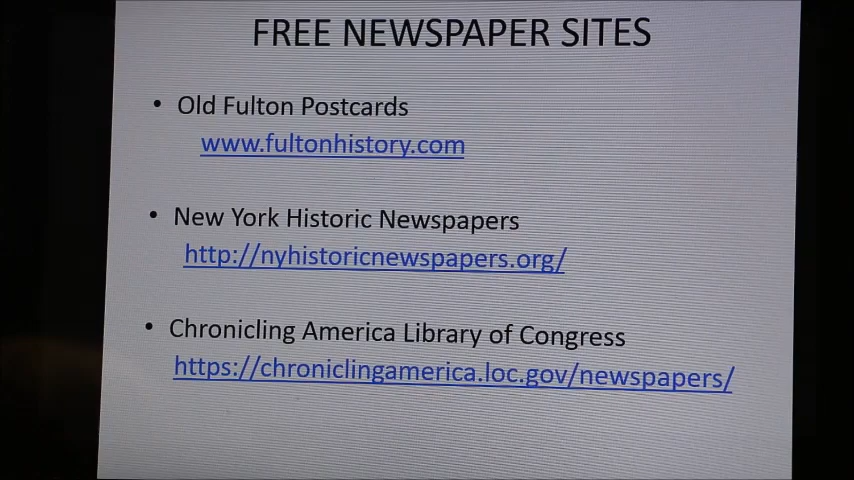 FREE NEWSPAPER SITES
• Old Fulton Postcards
www.fultonhistory.com
• New York Historic Newspapers
http://nyhistoricnewspapers.org/
• Chronicling America Library of Congress
https://chroniclingamerica.loc.gov/newspapers/